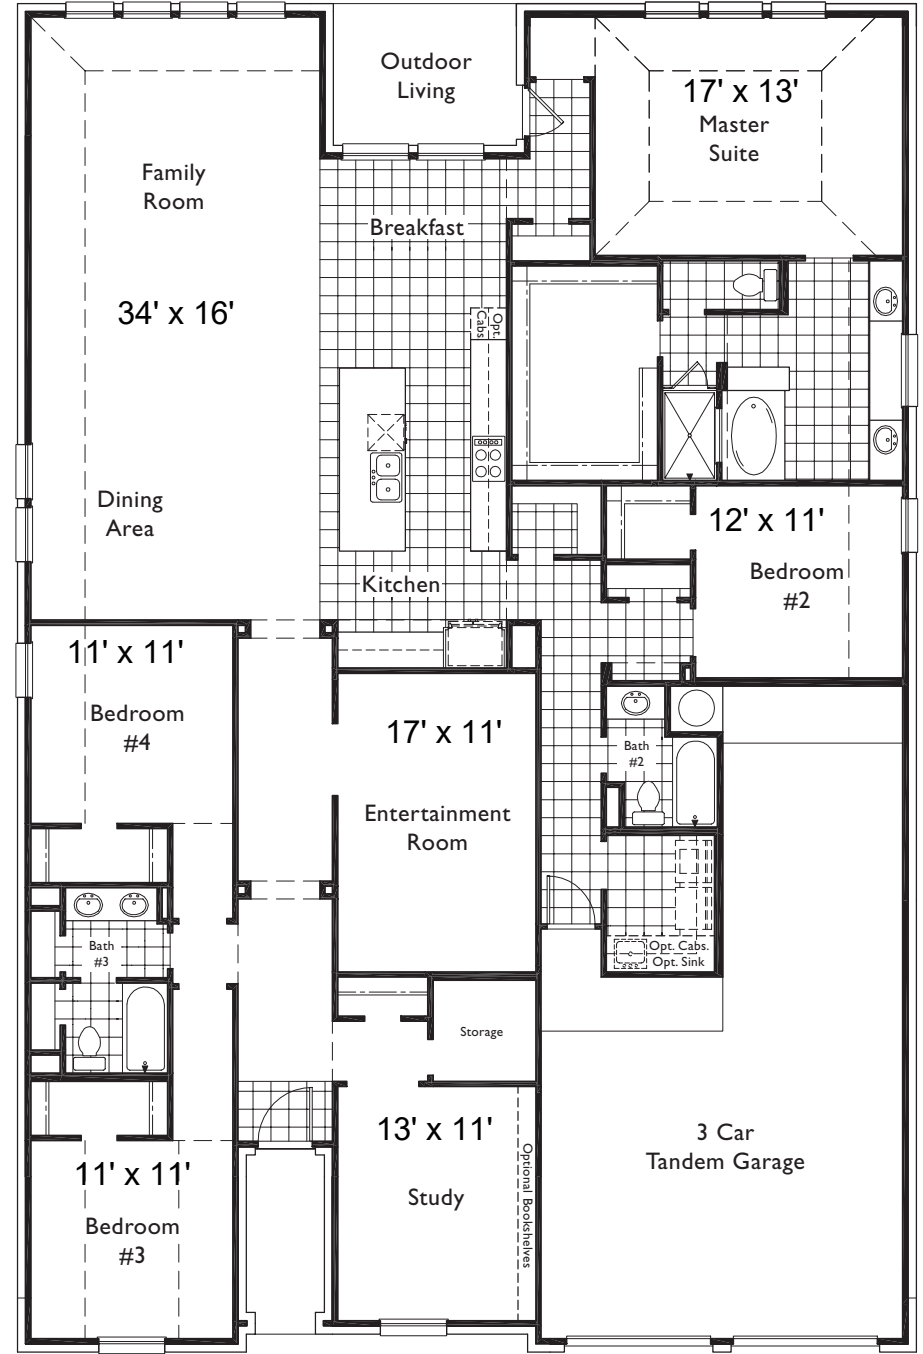 Outdoor
Living
17' x 13'
Master
Suite
Family
Room
Breakfast
34' x 16'
Opt.
Cabs
Dining
Area
12' x 11'
Bedroom
#2
Kitchen
11' x 11'
Bedroom
#4
17' x 11'
Entertainment
Room
Bath
#2
Bath
#3
Opt. Cabs.
Opt. Sink
Storage
13' x 11'
Study
Optional Bookshelves
3 Car
Tandem Garage
11' x 11'
Bedroom
#3